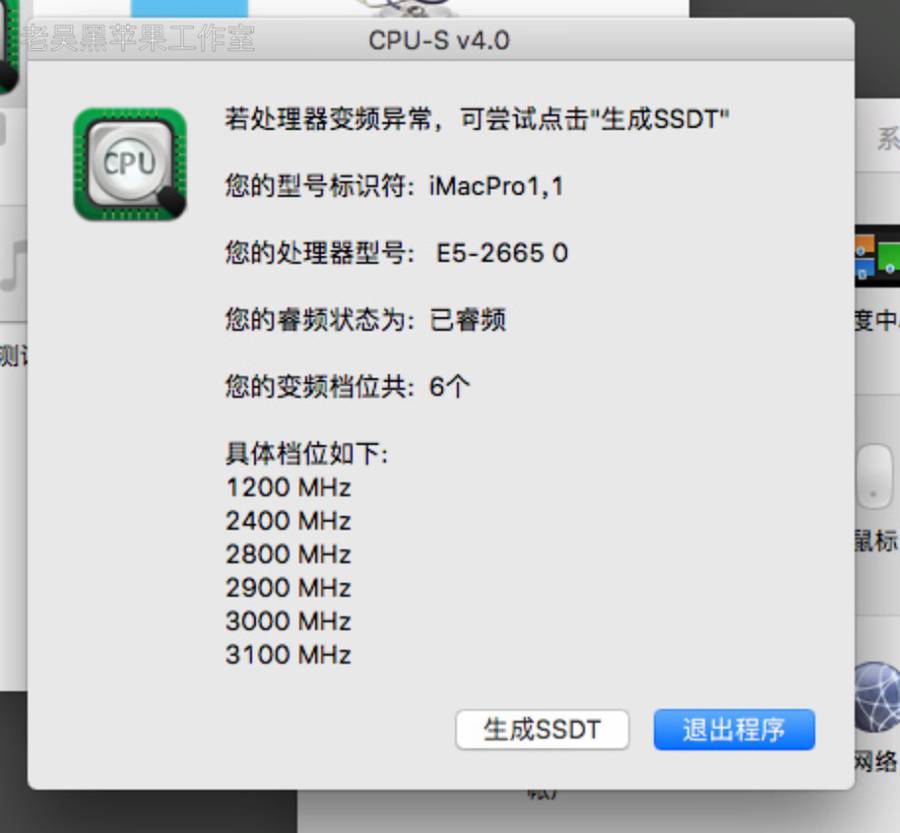 老吴黑苹果工作室
CPU-S v4.0
CPU
若处理器变频异常，可尝试点击"生成SSDT"
系
您的型号标识符: iMacPro1,1
您的处理器型号: E5-2665 0
您的睿频状态为: 已睿频
度中
测试
您的变频档位共: 6个
具体档位如下:
1200 MHz
2400 MHz
2800 MHz
鼠标
2900 MHz
3000 MHz
3100 MHz
生成SSDT
退出程序
网络